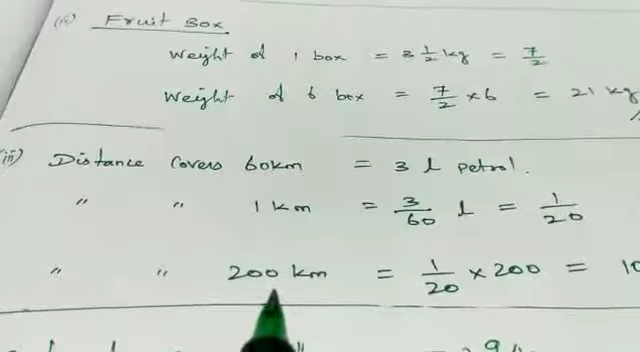 (ii) Fruit Box
Weight of 1 box = 3 1/2 kg = 7/2
Weight of 6 box = 7/2 × 6 = 21 kg
(iii) Distance Covers 60km = 3 l petrol.
" " 1 km = 3/60 l = 1/20
" " 200 km = 1/20 × 200 = 10